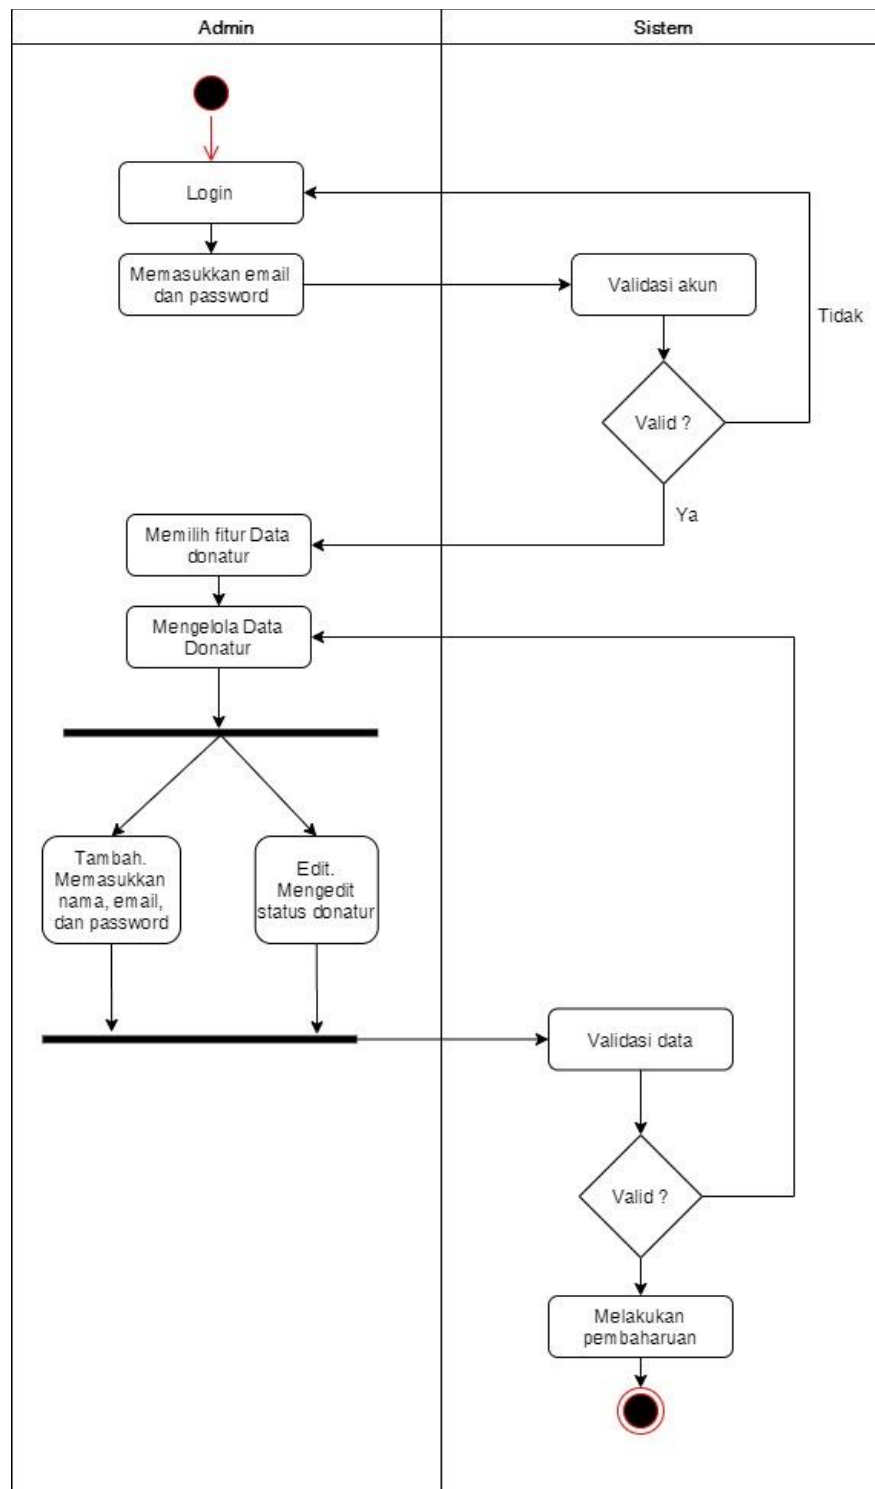 Admin
Sistem
Login
Memasukkan email
dan password
Validasi akun
Tidak
Valid ?
Ya
Memilih fitur Data
donatur
Mengelola Data
Donatur
Tambah.
Memasukkan
nama, email,
dan password
Edit.
Mengedit
status donatur
Validasi data
Valid ?
Melakukan
pembaharuan